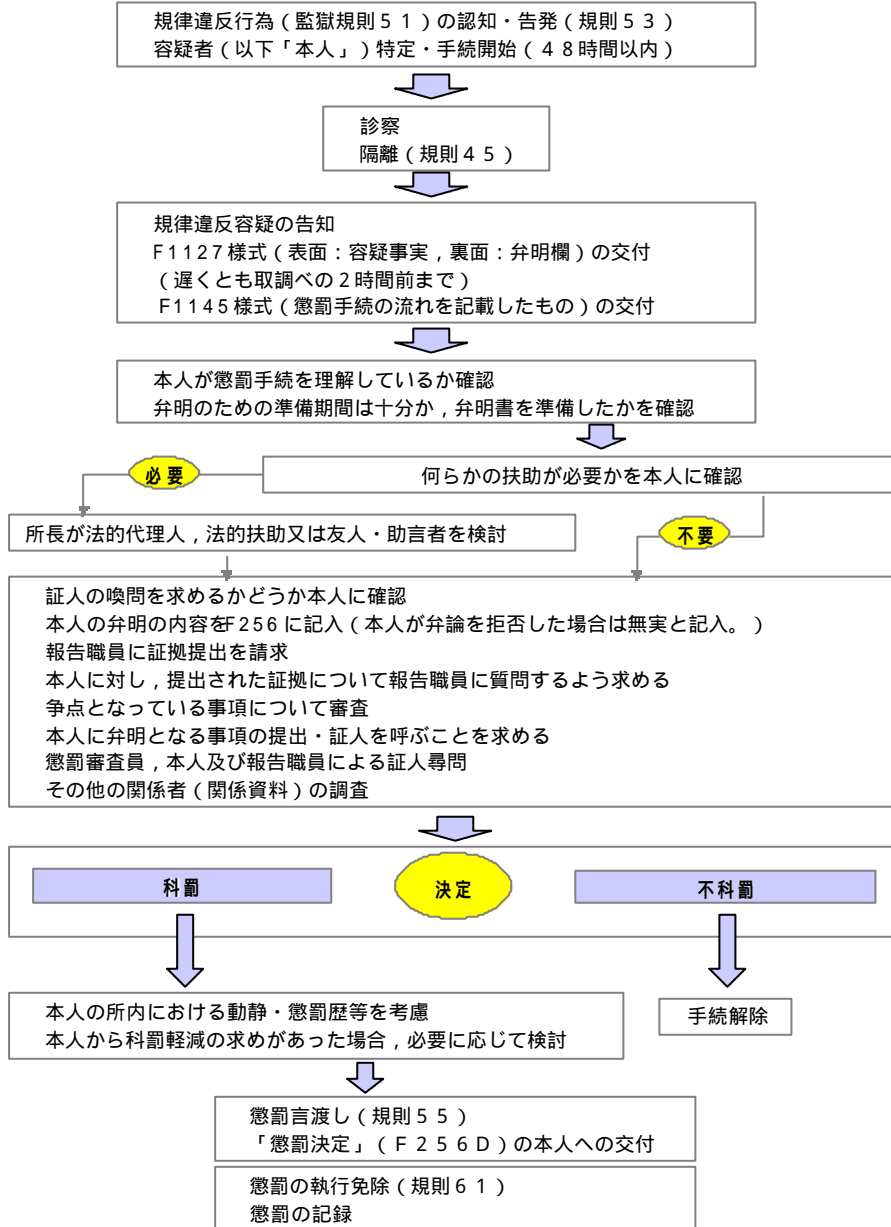 規律違反行為（監獄規則５１）の認知・告発（規則５３）
容疑者（以下「本人」）特定・手続開始（４８時間以内）
診察
隔離（規則４５）
規律違反容疑の告知
F1127様式（表面：容疑事実，裏面：弁明欄）の交付
（遅くとも取調べの２時間前まで）
F1145様式（懲罰手続の流れを記載したもの）の交付
本人が懲罰手続を理解しているか確認
弁明のための準備期間は十分か，弁明書を準備したかを確認
必要
何らかの扶助が必要かを本人に確認
所長が法的代理人，法的扶助又は友人・助言者を検討
不要
証人の喚問を求めるかどうか本人に確認
本人の弁明の内容をF256に記入（本人が弁論を拒否した場合は無実と記入。）
報告職員に証拠提出を請求
本人に対し，提出された証拠について報告職員に質問するよう求める
争点となっている事項について審査
本人に弁明となる事項の提出・証人を呼ぶことを求める
懲罰審査員，本人及び報告職員による証人尋問
その他の関係者（関係資料）の調査
科罰
決定
不科罰
本人の所内における動静・懲罰歴等を考慮
本人から科罰軽減の求めがあった場合，必要に応じて検討
手続解除
懲罰言渡し（規則５５）
「懲罰決定」（Ｆ２５６Ｄ）の本人への交付
懲罰の執行免除（規則６１）
懲罰の記録